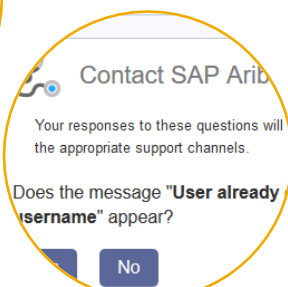 Contact SAP Arib
Your responses to these questions will
the appropriate support channels.
Does the message "User already
username" appear?
No